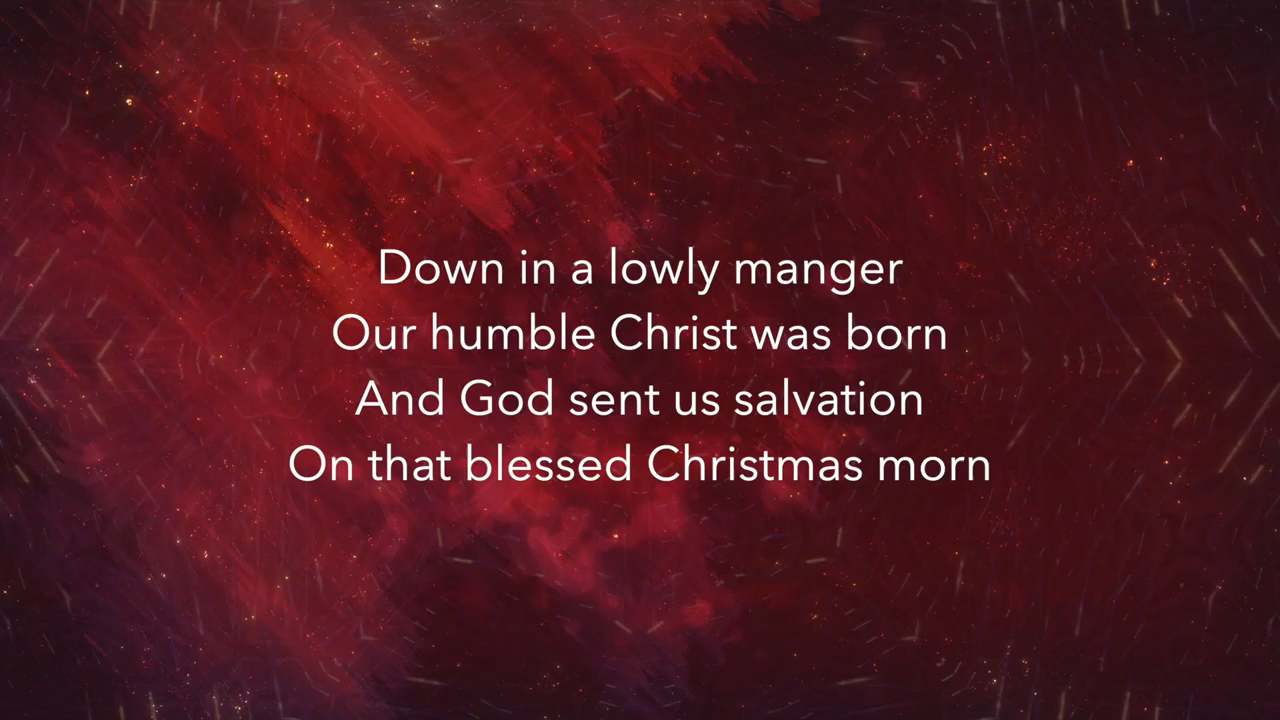 Down in a lowly manger
Our humble Christ was born
And God sent us salvation
On that blessed Christmas morn